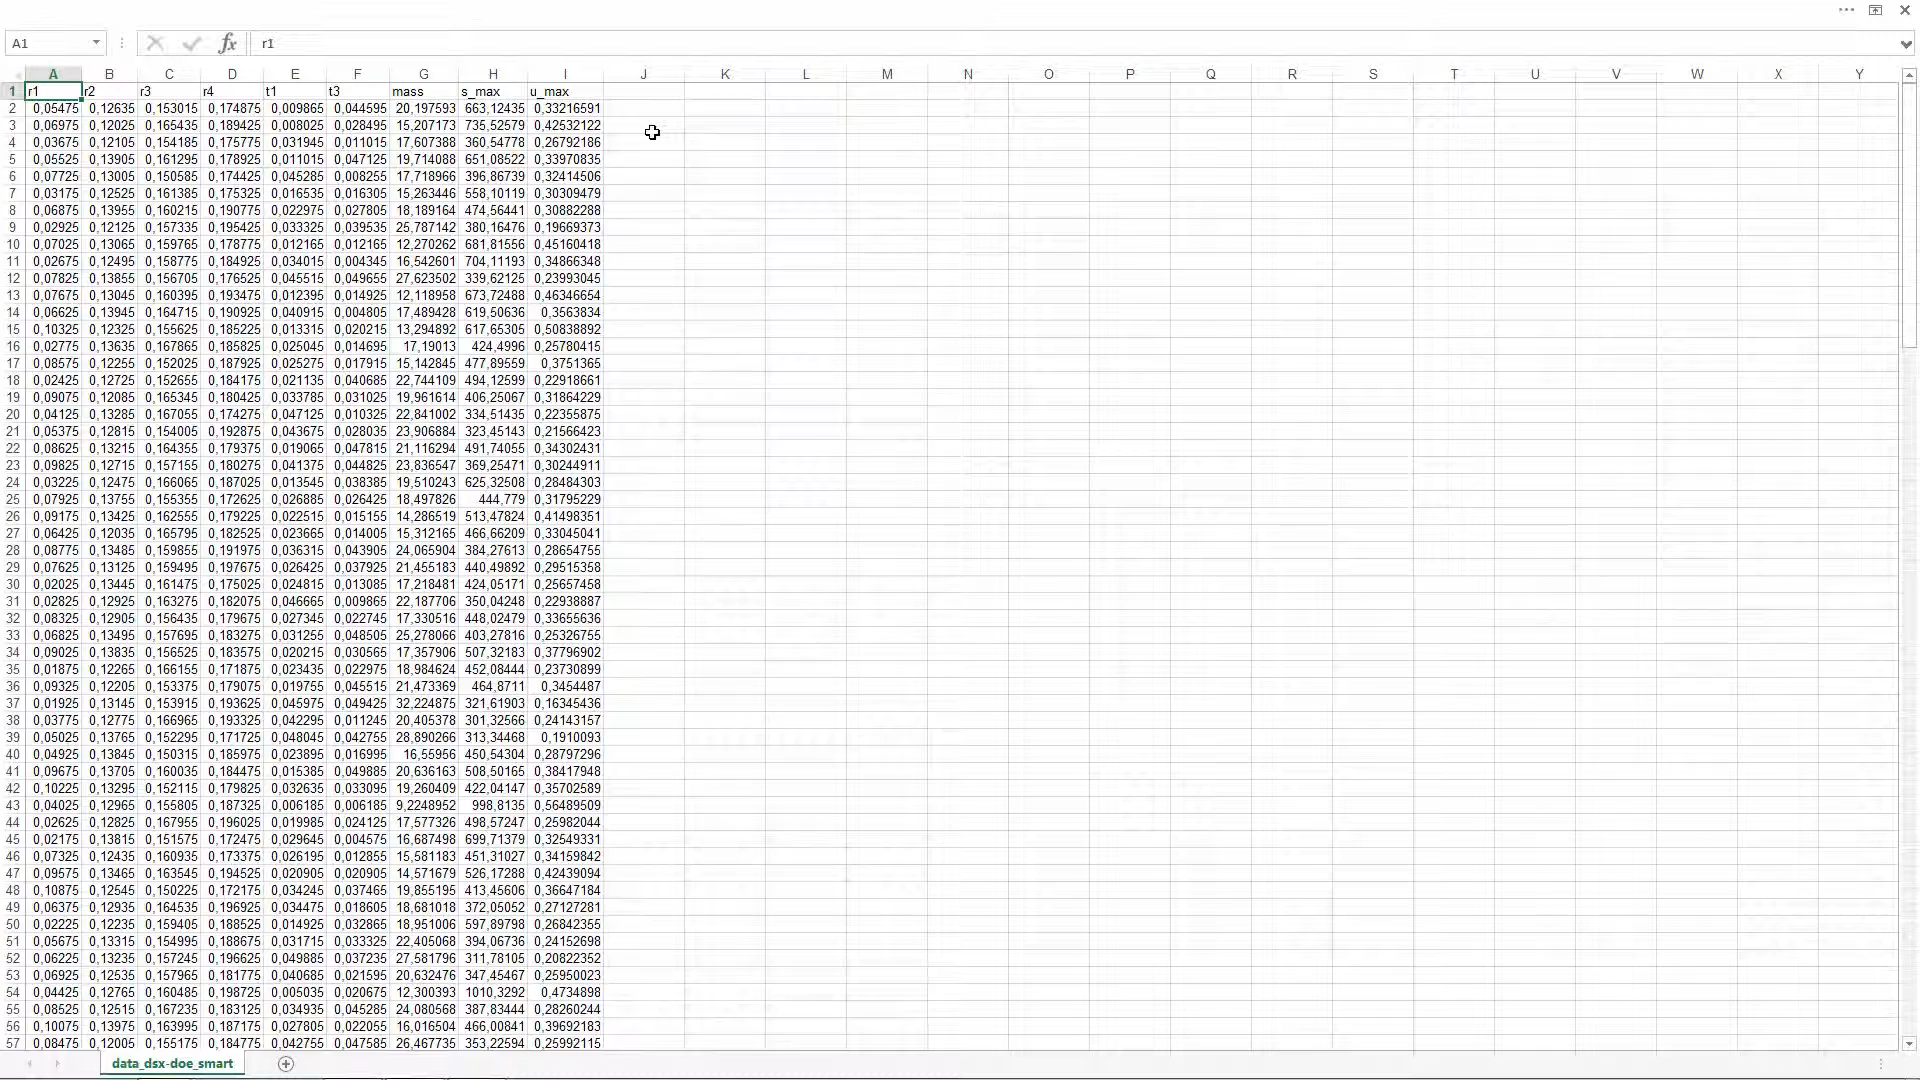 A1 fx r1
A B C D E F G H I J K L M N O P Q R S T U V W X Y
1 r1 r2 r3 r4 t1 t3 mass s_max u_max
2 0,05475 0,12635 0,153015 0,174875 0,009865 0,044595 20,197593 663,12435 0,33216591
3 0,06975 0,12025 0,165435 0,189425 0,008025 0,028495 15,207173 735,52579 0,42532122
4 0,03675 0,12105 0,154185 0,175775 0,031945 0,011015 17,607388 360,54778 0,26792186
5 0,05525 0,13905 0,161295 0,178925 0,011015 0,047125 19,714088 651,08522 0,33970835
6 0,07725 0,13005 0,150585 0,174425 0,045285 0,008255 17,718966 396,86739 0,32414506
7 0,03175 0,12525 0,161385 0,175325 0,016535 0,016305 15,263446 558,10119 0,30309479
8 0,06875 0,13955 0,160215 0,190775 0,022975 0,027805 18,189164 474,56441 0,30882288
9 0,02925 0,12125 0,157335 0,195425 0,033325 0,039535 25,787142 380,16476 0,19669373
10 0,07025 0,13065 0,159765 0,178775 0,012165 0,012165 12,270262 681,81556 0,45160418
11 0,02675 0,12495 0,158775 0,184925 0,034015 0,004345 16,542601 704,11193 0,34866348
12 0,07825 0,13855 0,156705 0,176525 0,045515 0,049655 27,623502 339,62125 0,23993045
13 0,07675 0,13045 0,160395 0,193475 0,012395 0,014925 12,118958 673,72488 0,46346654
14 0,06625 0,13945 0,164715 0,190925 0,040915 0,004805 17,489428 619,50636 0,3563834
15 0,10325 0,12325 0,155625 0,185225 0,013315 0,020215 13,294892 617,65305 0,50838892
16 0,02775 0,13635 0,167865 0,185825 0,025045 0,014695 17,19013 424,4996 0,25780415
17 0,08575 0,12255 0,152025 0,187925 0,025275 0,017915 15,142845 477,89559 0,3751365
18 0,02425 0,12725 0,152655 0,184175 0,021135 0,040685 22,744109 494,12599 0,22918661
19 0,09075 0,12085 0,165345 0,180425 0,033785 0,031025 19,961614 406,25067 0,31864229
20 0,04125 0,13285 0,167055 0,174275 0,047125 0,010325 22,841002 334,51435 0,22355875
21 0,05375 0,12815 0,154005 0,192875 0,043675 0,028035 23,906884 323,45143 0,21566423
22 0,08625 0,13215 0,164355 0,179375 0,019065 0,047815 21,116294 491,74055 0,34302431
23 0,09825 0,12715 0,157155 0,180275 0,041375 0,044825 23,836547 369,25471 0,30244911
24 0,03225 0,12475 0,166065 0,187025 0,013545 0,038385 19,510243 625,32508 0,28484303
25 0,07925 0,13755 0,155355 0,172625 0,026885 0,026425 18,497826 444,779 0,31795229
26 0,09175 0,13425 0,162555 0,179225 0,022515 0,015155 14,286519 513,47824 0,41498351
27 0,06425 0,12035 0,165795 0,182525 0,023665 0,014005 15,312165 466,66209 0,33045041
28 0,08775 0,13485 0,159855 0,191975 0,036315 0,043905 24,065904 384,27613 0,28654755
29 0,07625 0,13125 0,159495 0,197675 0,026425 0,037925 21,455183 440,49892 0,29515358
30 0,02025 0,13445 0,161475 0,175025 0,024815 0,013085 17,218481 424,05171 0,25657458
31 0,02825 0,12925 0,163275 0,182075 0,046665 0,009865 22,187706 350,04248 0,22938887
32 0,08325 0,12905 0,156435 0,179675 0,027345 0,022745 17,330516 448,02479 0,33655636
33 0,06825 0,13495 0,157695 0,183275 0,031255 0,048505 25,278066 403,27816 0,25326755
34 0,09025 0,13835 0,156525 0,183575 0,020215 0,030565 17,357906 507,32183 0,37796902
35 0,01875 0,12265 0,166155 0,171875 0,023435 0,022975 18,984624 452,08444 0,23730899
36 0,09325 0,12205 0,153375 0,179075 0,019755 0,045515 21,473369 464,8711 0,3454487
37 0,01925 0,13145 0,153915 0,193625 0,045975 0,049425 32,224875 321,61903 0,16345436
38 0,03775 0,12775 0,166965 0,193325 0,042295 0,011245 20,405378 301,32566 0,24143157
39 0,05025 0,13765 0,152295 0,171725 0,048045 0,042755 28,890266 313,34468 0,1910093
40 0,04925 0,13845 0,150315 0,185975 0,023895 0,016995 16,55956 450,54304 0,28797296
41 0,09675 0,13705 0,160035 0,184475 0,015385 0,049885 20,636163 508,50165 0,38417948
42 0,10225 0,13295 0,152115 0,179825 0,032635 0,033095 19,260409 422,04147 0,35702589
43 0,04025 0,12965 0,155805 0,187325 0,006185 0,006185 9,2248952 998,8135 0,56489509
44 0,02625 0,12825 0,167955 0,196025 0,019985 0,024125 17,577326 498,57247 0,25982044
45 0,02175 0,13815 0,151575 0,172475 0,029645 0,004575 16,687498 699,71379 0,32549331
46 0,07325 0,12435 0,160935 0,173375 0,026195 0,012855 15,581183 451,31027 0,34159842
47 0,09575 0,13465 0,163545 0,194525 0,020905 0,020905 14,571679 526,17288 0,42439094
48 0,10875 0,12545 0,150225 0,172175 0,034245 0,037465 19,855195 413,45606 0,36647184
49 0,06375 0,12935 0,164535 0,196925 0,034475 0,018605 18,681018 372,05052 0,27127281
50 0,02225 0,12235 0,159405 0,188525 0,014925 0,032865 18,951006 597,89798 0,26842355
51 0,05675 0,13315 0,154995 0,188675 0,031715 0,033325 22,405068 394,06736 0,24152698
52 0,06225 0,13235 0,157245 0,196625 0,049885 0,037235 27,581796 311,78105 0,20822352
53 0,06925 0,12535 0,157965 0,181775 0,040685 0,021595 20,632476 347,45467 0,25950023
54 0,04425 0,12765 0,160485 0,198725 0,005035 0,020675 12,300393 1010,3292 0,4734898
55 0,08525 0,12515 0,167235 0,183125 0,034935 0,045285 24,080568 387,83444 0,28260244
56 0,10075 0,13975 0,163995 0,187175 0,027805 0,022055 16,016504 466,00841 0,39692183
57 0,08475 0,12005 0,155175 0,184775 0,042755 0,047585 26,467735 353,22594 0,25992115
data_dsx-doe_smart